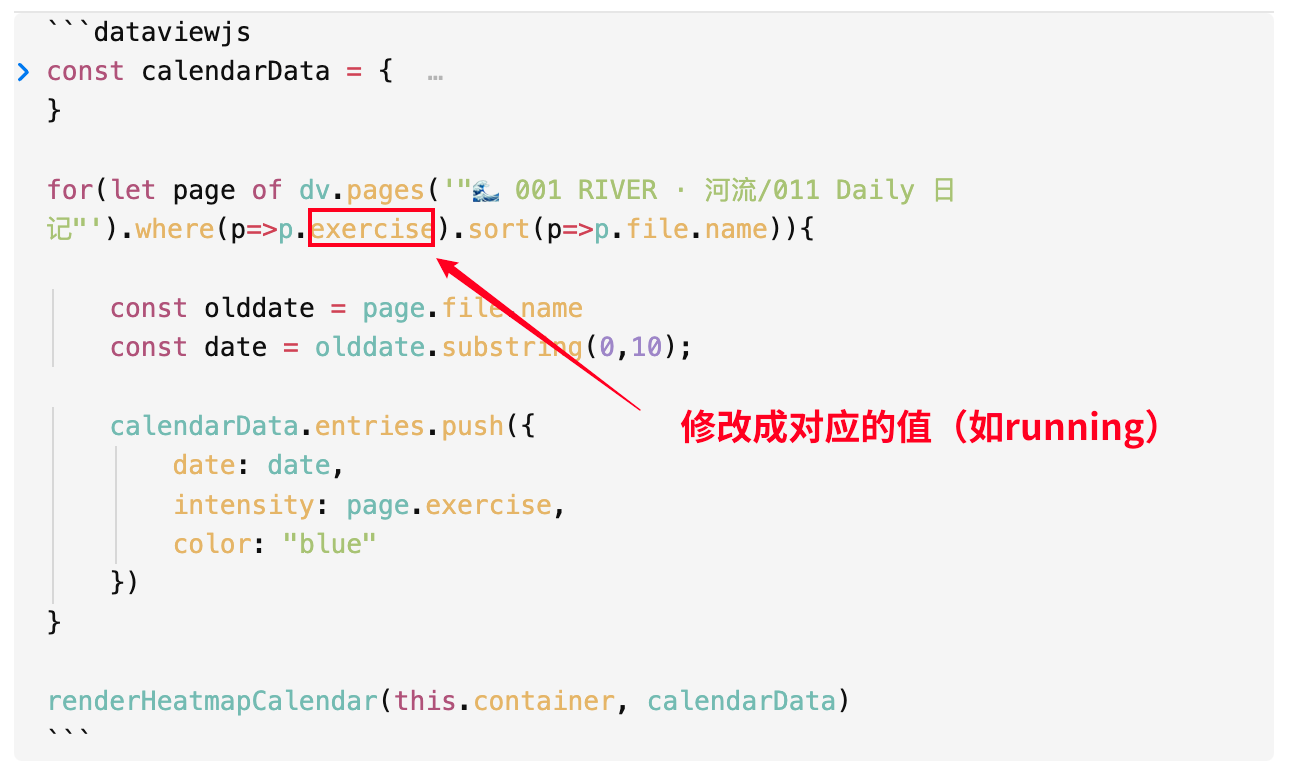 ```dataviewjs
const calendarData = { …
}
for(let page of dv.pages('"🌊 001 RIVER · 河流/011 Daily 日
记"').where(p=>p.exercise).sort(p=>p.file.name)){
const olddate = page.file.name
const date = olddate.substring(0,10);
calendarData.entries.push({
修改成对应的值（如running）
date: date,
intensity: page.exercise,
color: "blue"
})
}
renderHeatmapCalendar(this.container, calendarData)
```